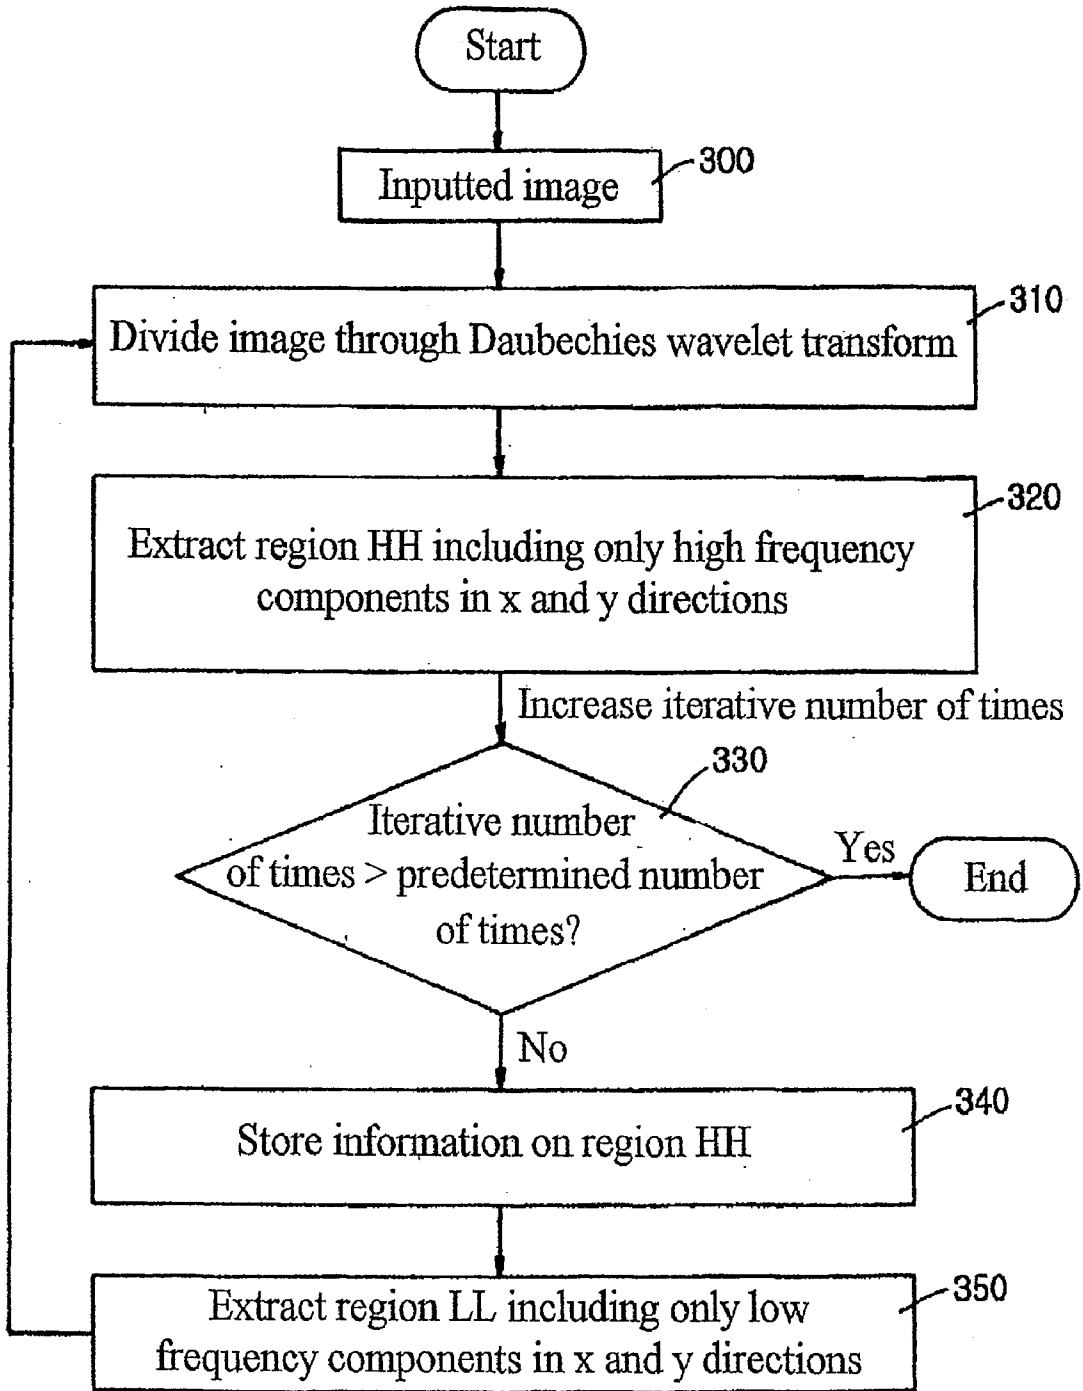 Start
Inputted image
300
Divide image through Daubechies wavelet transform
310
Extract region HH including only high frequency
components in x and y directions
320
Increase iterative number of times
330
Iterative number
of times > predetermined number
of times?
Yes
End
No
Store information on region HH
340
Extract region LL including only low
frequency components in x and y directions
350